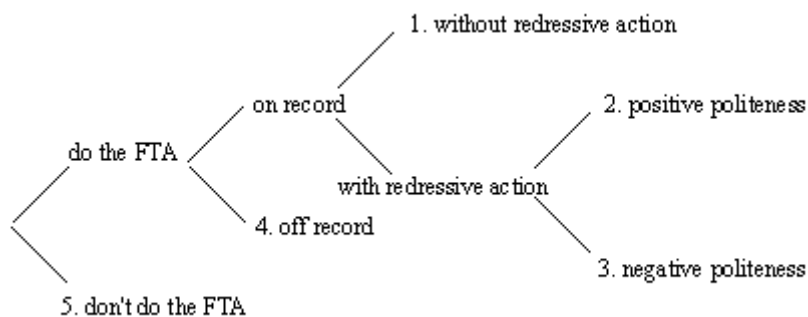 1. without redressive action
on record
2. positive politeness
do the FTA
with redressive action
4. off record
3. negative politeness
5. don't do the FTA